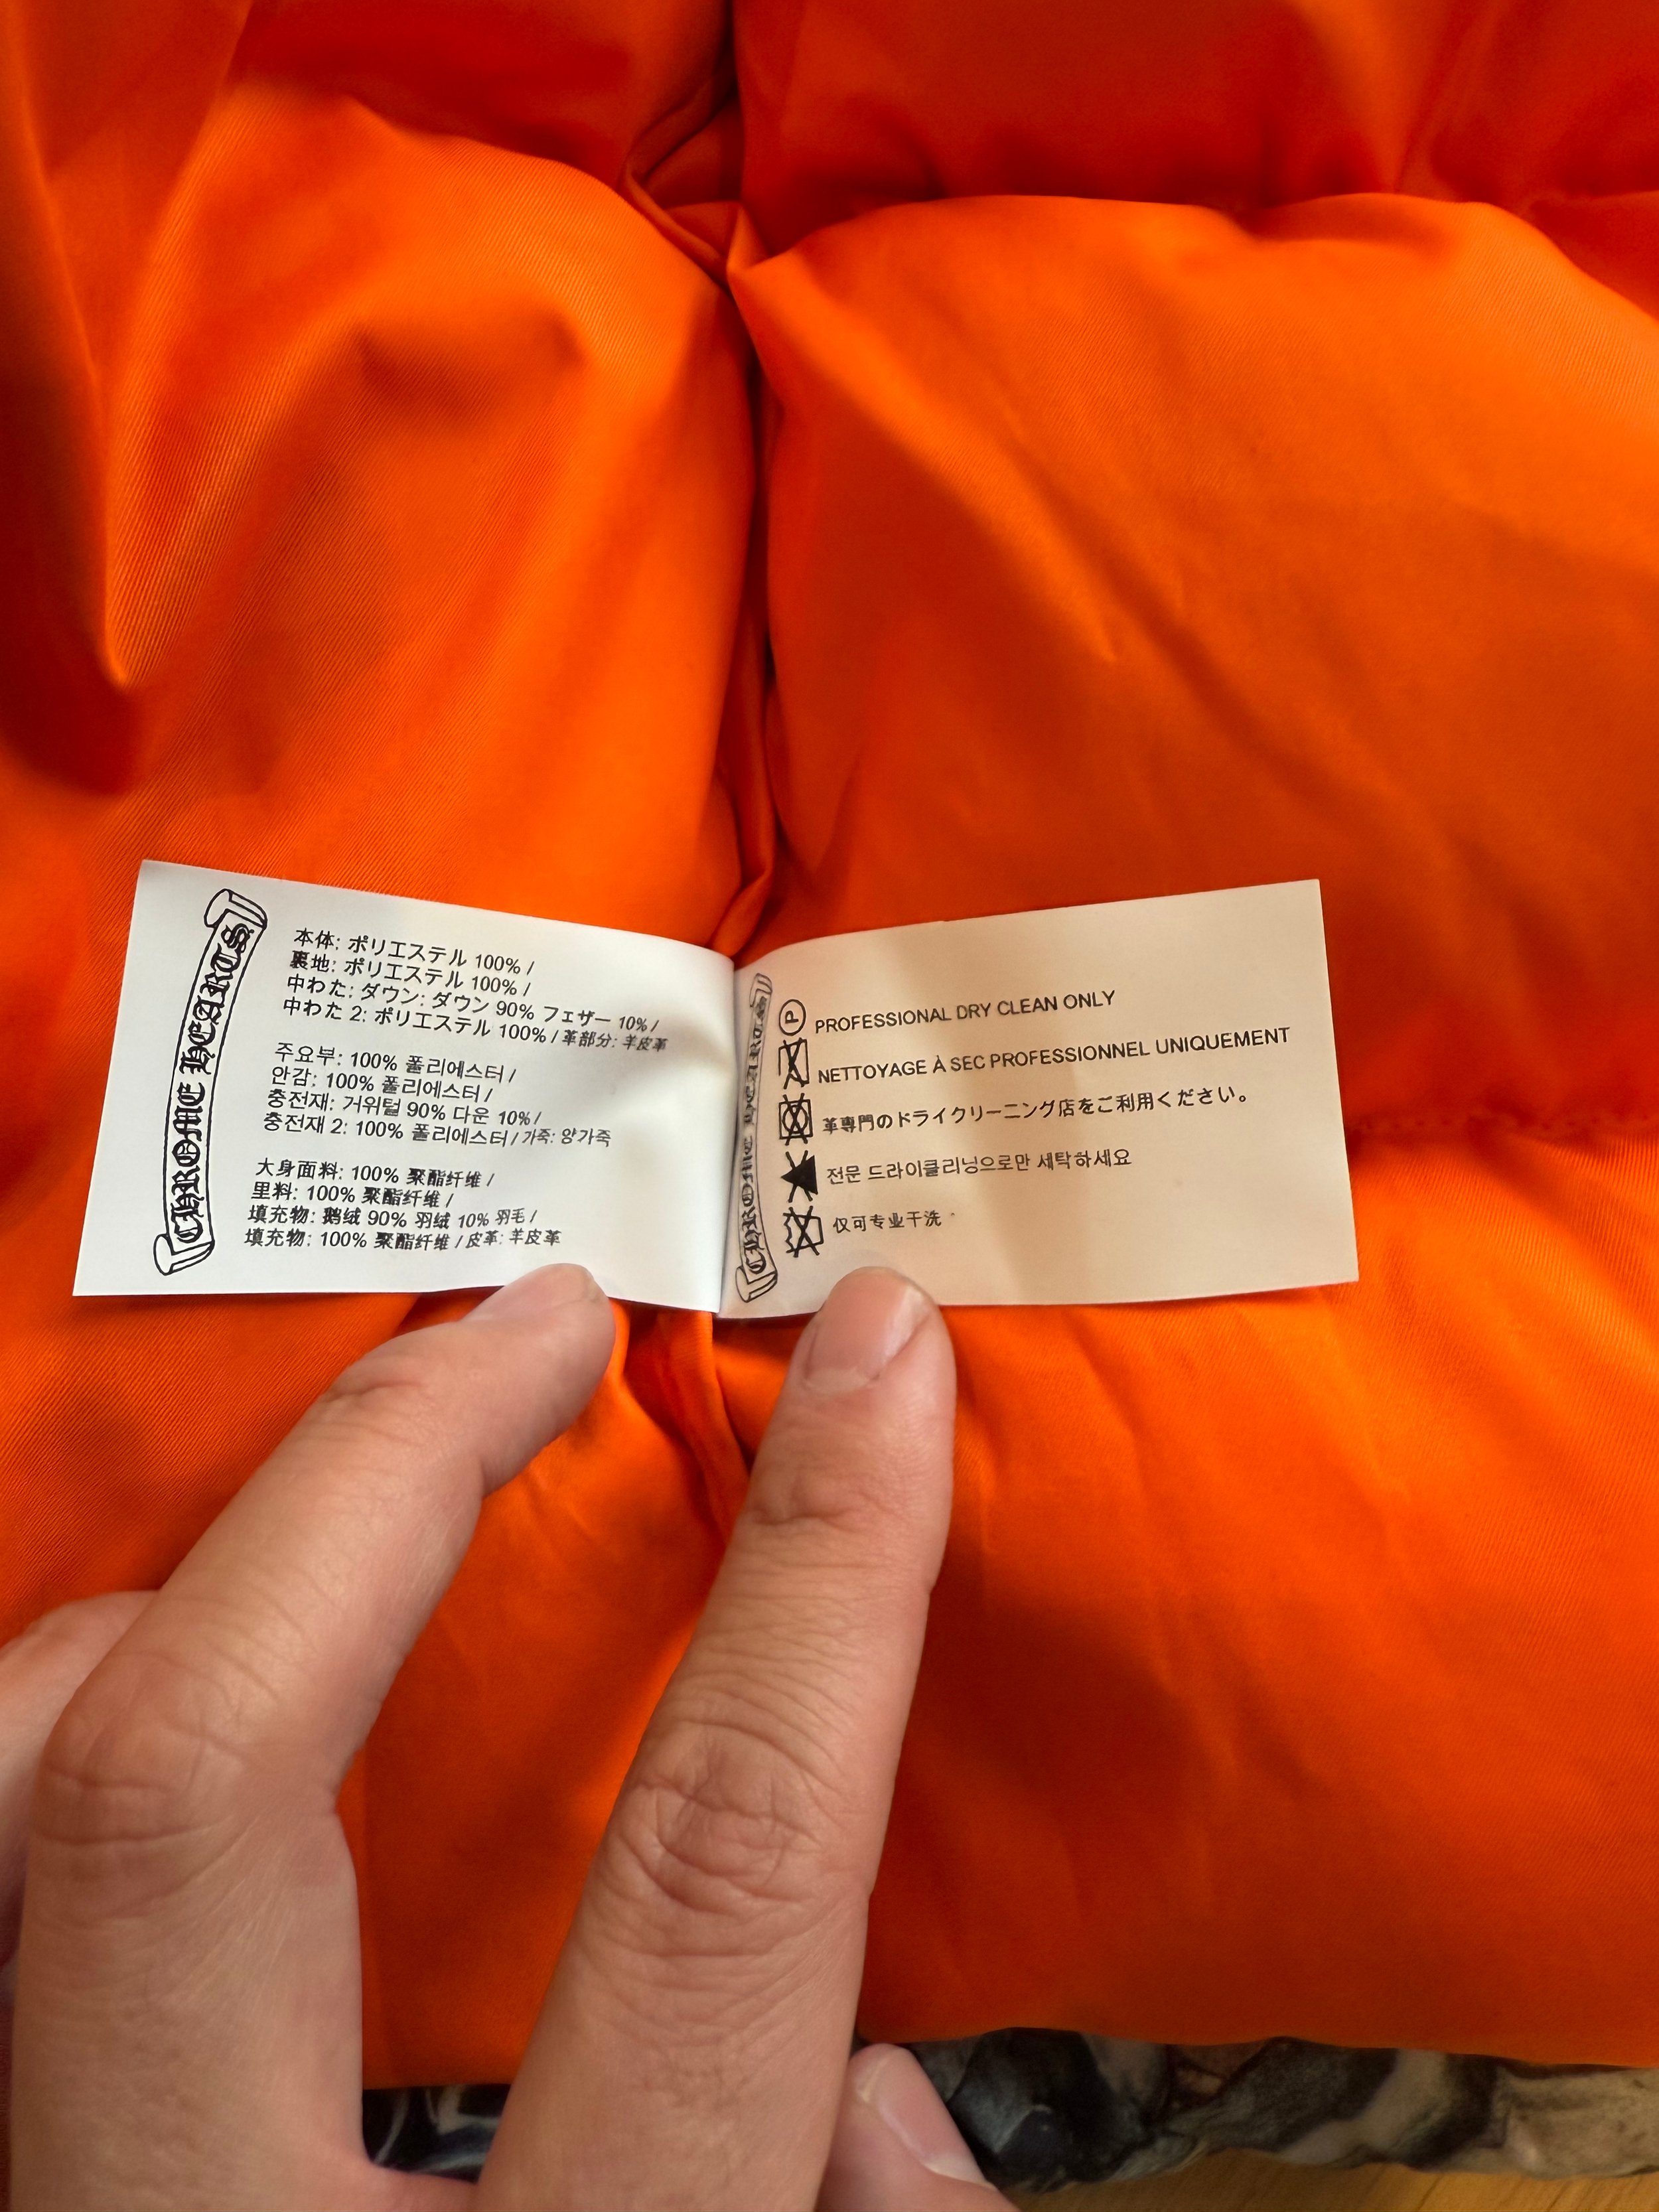 CHROME HEARTS
本体: ポリエステル 100% /
裏地: ポリエステル 100% /
中わた: ダウン: ダウン 90% フェザー 10% /
中わた 2: ポリエステル 100% / 革部分: 羊皮革
주요부: 100% 폴리에스터 /
안감: 100% 폴리에스터 /
충전재: 거위털 90% 다운 10% /
충전재 2: 100% 폴리에스터 / 가죽: 양가죽
大身面料: 100% 聚酯纤维 /
里料: 100% 聚酯纤维 /
填充物: 鹅绒 90% 羽绒 10% 羽毛 /
填充物: 100% 聚酯纤维 / 皮革: 羊皮革
CHROME HEARTS
P PROFESSIONAL DRY CLEAN ONLY
NETTOYAGE À SEC PROFESSIONNEL UNIQUEMENT
革専門のドライクリーニング店をご利用ください。
전문 드라이클리닝으로만 세탁하세요
仅可专业干洗